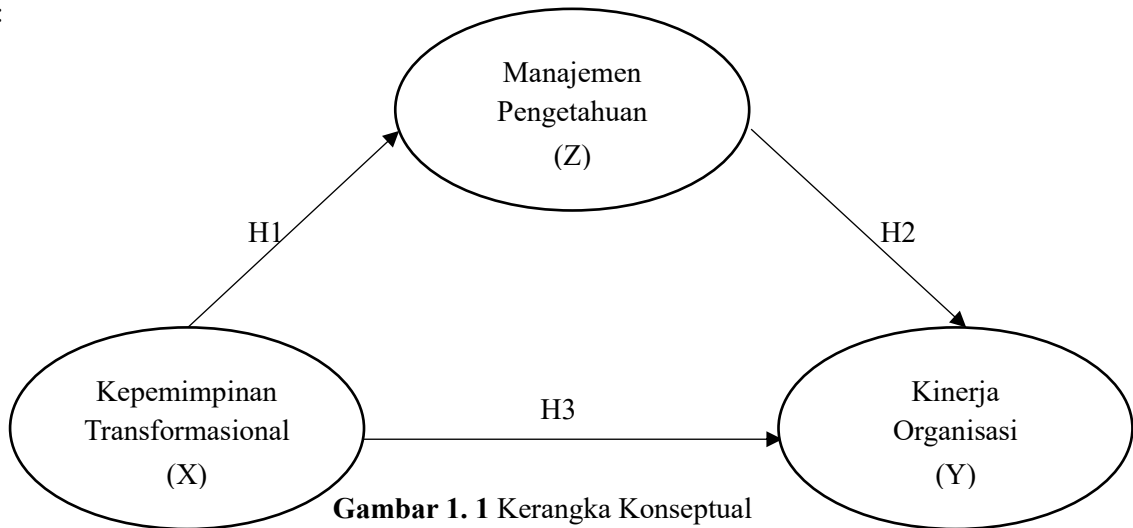 :
Manajemen
Pengetahuan
(Z)
H1
H2
Kepemimpinan
Transformasional
(X)
H3
Kinerja
Organisasi
(Y)
Gambar 1. 1 Kerangka Konseptual